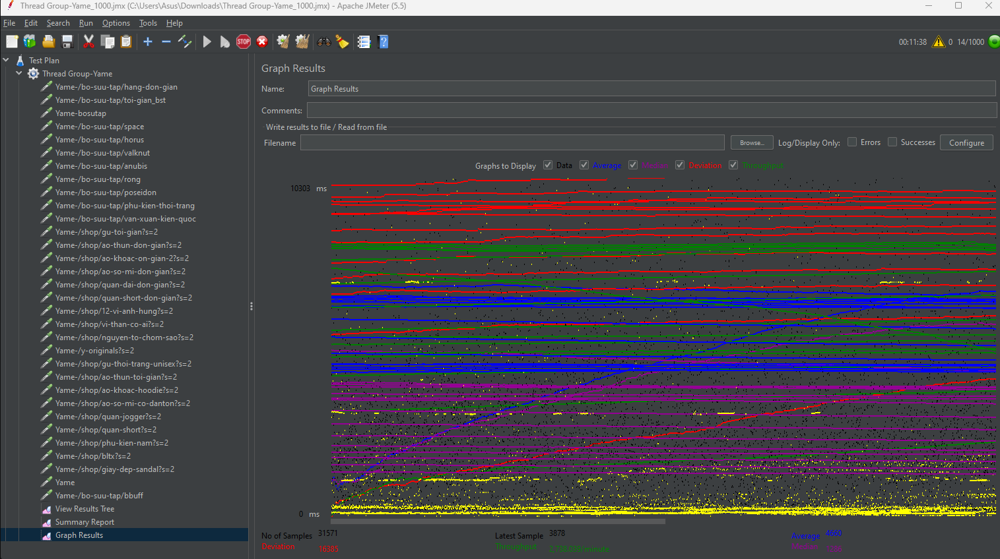 Thread Group-Yame_1000.jmx (C:\Users\Asus\Downloads\Thread Group-Yame_1000.jmx) - Apache JMeter (5.5)
File Edit Search Run Options Tools Help
STOP 00:11:38 0 14/1000
Test Plan
Thread Group-Yame
Yame-/bo-suu-tap/hang-don-gian
Yame-/bo-suu-tap/toi-gian_bst
Yame-bosutap
Yame-/bo-suu-tap/space
Yame-/bo-suu-tap/horus
Yame-/bo-suu-tap/valknut
Yame-/bo-suu-tap/anubis
Yame-/bo-suu-tap/rong
Yame-/bo-suu-tap/poseidon
Yame-/bo-suu-tap/phu-kien-thoi-trang
Yame-/bo-suu-tap/van-xuan-kien-quoc
Yame-/shop/gu-toi-gian?s=2
Yame-/shop/ao-thun-don-gian?s=2
Yame-/shop/ao-khoac-on-gian-2?s=2
Yame-/shop/ao-so-mi-don-gian?s=2
Yame-/shop/quan-dai-don-gian?s=2
Yame-/shop/quan-short-don-gian?s=2
Yame-/shop/12-vi-anh-hung?s=2
Yame-/shop/vi-than-co-ai?s=2
Yame-/shop/nguyen-to-chom-sao?s=2
Yame-/y-originals?s=2
Yame-/shop/gu-thoi-trang-unisex?s=2
Yame-/shop/ao-thun-toi-gian?s=2
Yame-/shop/ao-khoac-hoodie?s=2
Yame-/shop/ao-so-mi-co-danton?s=2
Yame-/shop/quan-jogger?s=2
Yame-/shop/quan-short?s=2
Yame-/shop/phu-kien-nam?s=2
Yame-/shop/bltx?s=2
Yame-/shop/giay-dep-sandal?s=2
Yame
Yame-/bo-suu-tap/bbuff
View Results Tree
Summary Report
Graph Results
Graph Results
Name: Graph Results
Comments:
Write results to file / Read from file
Filename Browse... Log/Display Only: Errors Successes Configure
Graphs to Display Data Average Median Deviation Throughput
10303 ms
0 ms
No of Samples 31571 Latest Sample 3878 Average 4660
Deviation 16385 Throughput 2,738.039/minute Median